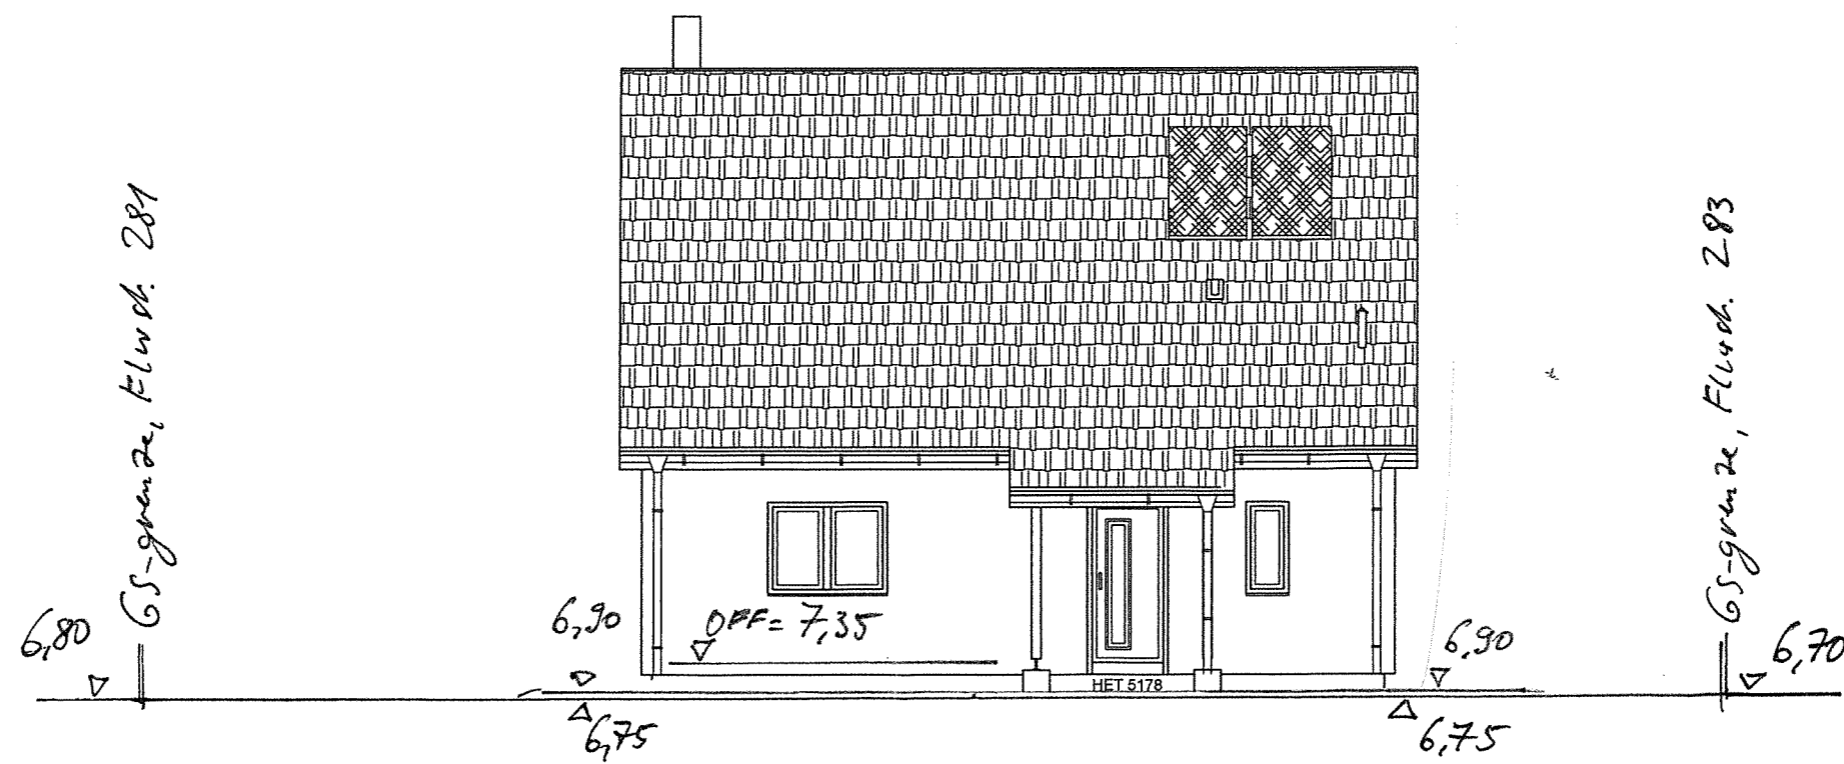 GS-grenze, Flurst. 281
GS-grenze, Flurst. 283
6,80
6,90
OFF= 7,35
6,90
6,70
HET 5178
6,75
6,75